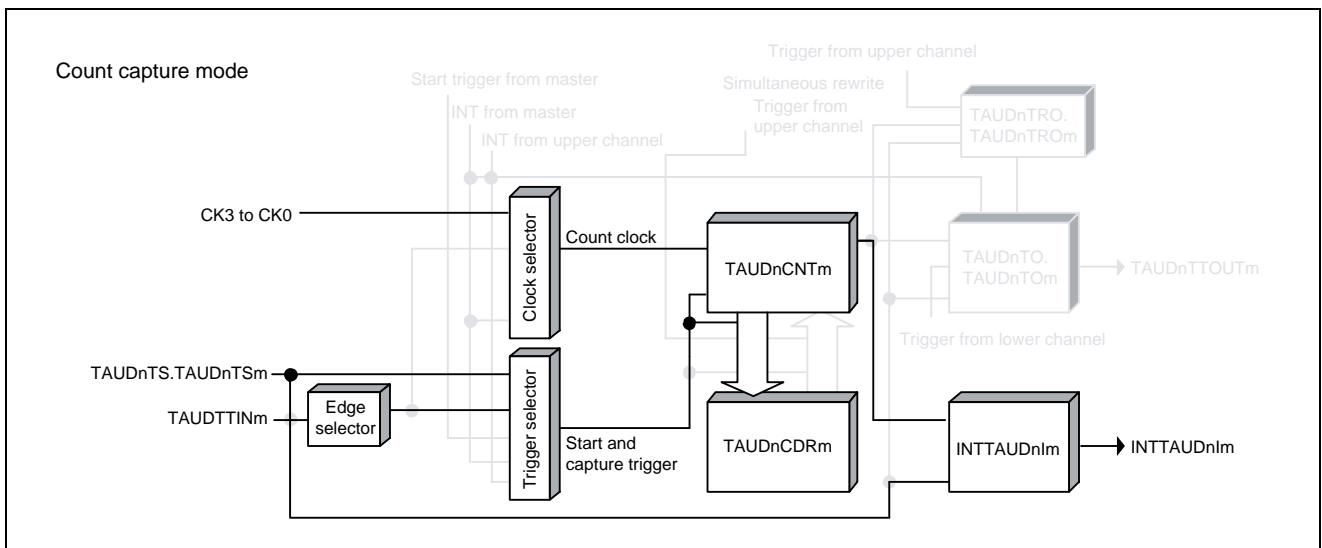 Count capture mode
Trigger from upper channel
Start trigger from master
Simultaneous rewrite
Trigger from
upper channel
INT from master
INT from upper channel
TAUDnTRO.
TAUDnTROm
CK3 to CK0
Clock selector
Count clock
TAUDnCNTm
TAUDnTO.
TAUDnTOm
TAUDnTTOUTm
Trigger from lower channel
TAUDnTS.TAUDnTSm
TAUDTTINm
Edge
selector
Trigger selector
Start and
capture trigger
TAUDnCDRm
INTTAUDnIm
INTTAUDnIm